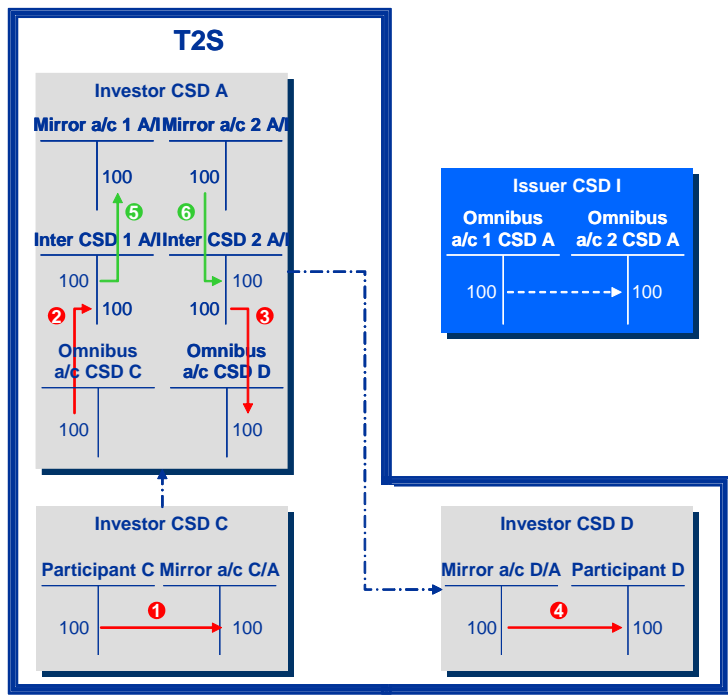 T2S
Investor CSD A
Mirror a/c 1 A/I Mirror a/c 2 A/I
100 100
5 6
Inter CSD 1 A/I Inter CSD 2 A/I
100 100
100 100
2 3
Omnibus
a/c CSD C
Omnibus
a/c CSD D
100 100
Issuer CSD I
Omnibus
a/c 1 CSD A
Omnibus
a/c 2 CSD A
100 100
Investor CSD C
Participant C Mirror a/c C/A
1
100 100
Investor CSD D
Mirror a/c D/A Participant D
4
100 100